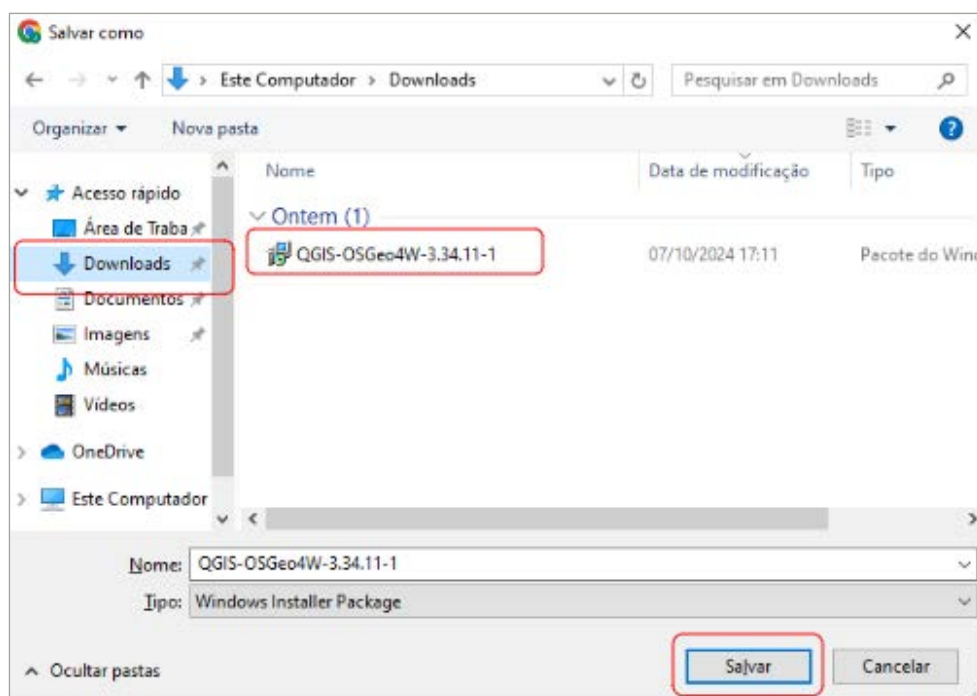 Salvar como
Este Computador > Downloads
Pesquisar em Downloads
Organizar
Nova pasta
Nome
Data de modificação
Tipo
Acesso rápido
Área de Traba
Downloads
Documentos
Imagens
Músicas
Vídeos
OneDrive
Este Computador
Ontem (1)
QGIS-OSGeo4W-3.34.11-1
07/10/2024 17:11
Pacote do Wind
Nome: QGIS-OSGeo4W-3.34.11-1
Tipo: Windows Installer Package
Ocultar pastas
Salvar
Cancelar